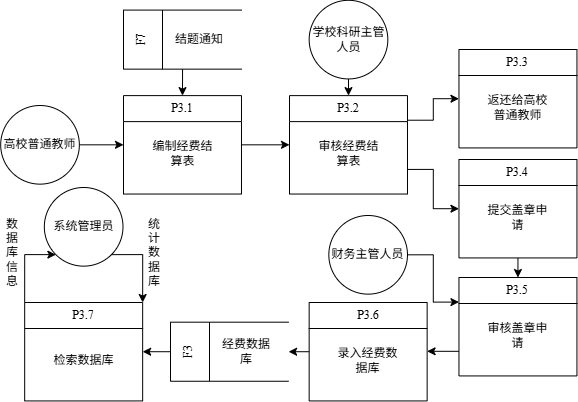 F7
结题通知
学校科研主管
人员
P3.3
返还给高校
普通教师
P3.1
编制经费结
算表
P3.2
审核经费结
算表
高校普通教师
P3.4
提交盖章申
请
数据库信息
系统管理员
统计数据库
财务主管人员
P3.5
审核盖章申
请
P3.7
检索数据库
F3
经费数据
库
P3.6
录入经费数
据库